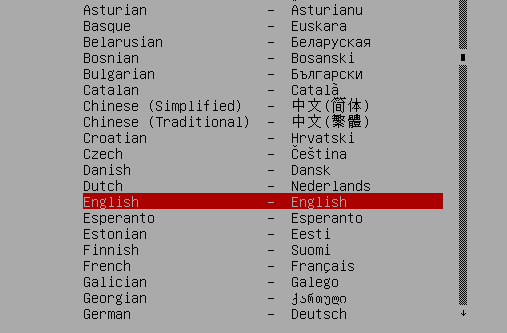 Asturian - Asturianu
Basque - Euskara
Belarusian - Беларуская
Bosnian - Bosanski
Bulgarian - Български
Catalan - Català
Chinese (Simplified) - 中文(简体)
Chinese (Traditional) - 中文(繁體)
Croatian - Hrvatski
Czech - Čeština
Danish - Dansk
Dutch - Nederlands
English - English
Esperanto - Esperanto
Estonian - Eesti
Finnish - Suomi
French - Français
Galician - Galego
Georgian - ქართული
German - Deutsch